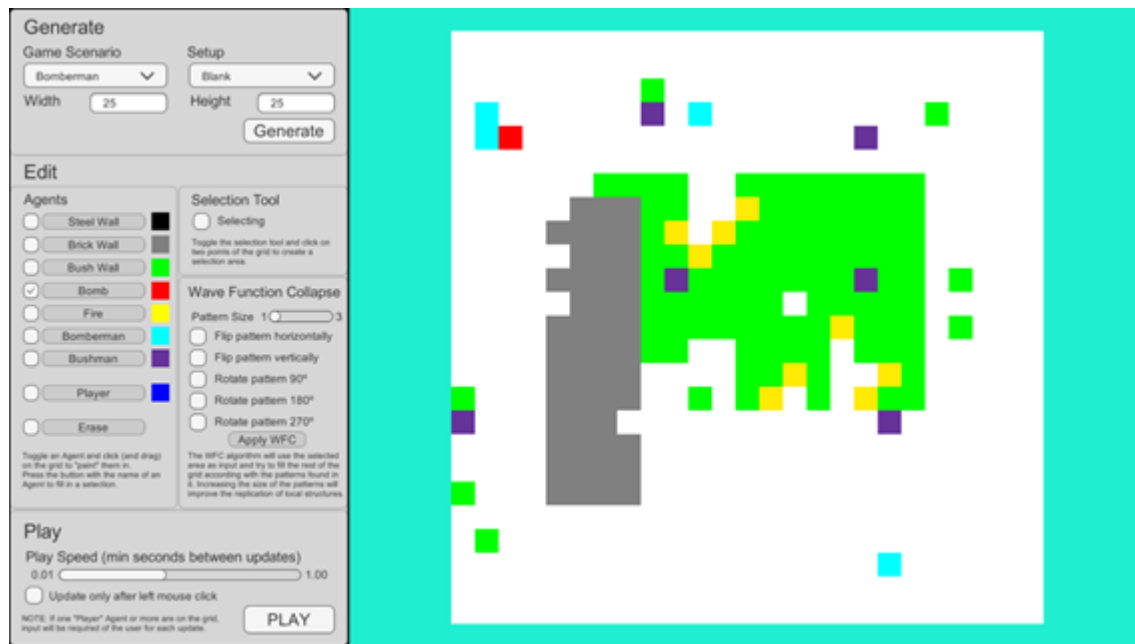 Generate
Game Scenario Setup
Bomberman Blank
Width 25 Height 25
Generate
Edit
Agents
Steel Wall
Brick Wall
Bush Wall
Bomb
Fire
Bomberman
Bushman
Player
Erase
Toggle an Agent and click (and drag)
on the grid to "paint" them in.
Press the button with the name of an
Agent to fill in a selection.
Selection Tool
Selecting
Toggle the selection tool and click on
two points of the grid to create a
selection area.
Wave Function Collapse
Pattern Size 1 3
Flip pattern horizontally
Flip pattern vertically
Rotate pattern 90º
Rotate pattern 180º
Rotate pattern 270º
Apply WFC
The WFC algorithm will use the selected
area as input and try to fill the rest of the
grid according with the patterns found in
it. Increasing the size of the patterns will
improve the replication of local structures.
Play
Play Speed (min seconds between updates)
0.01 1.00
Update only after left mouse click
NOTE: If one "Player" Agent or more are on the grid,
input will be required of the user for each update.
PLAY